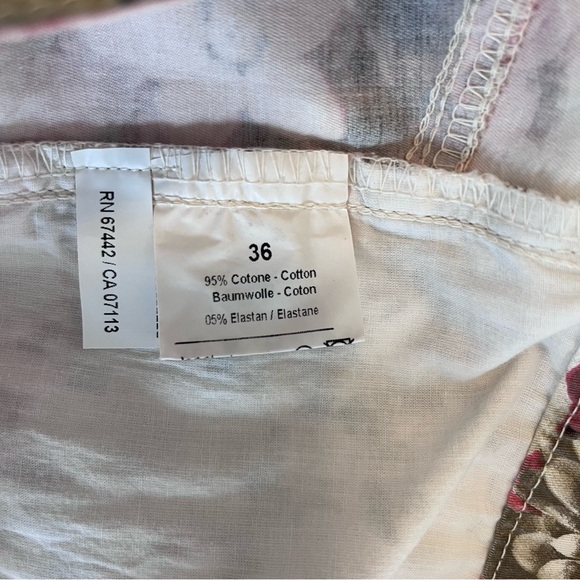 RN 67442 / CA 07113
36
95% Cotone - Cotton
Baumwolle - Coton
05% Elastan / Elastane